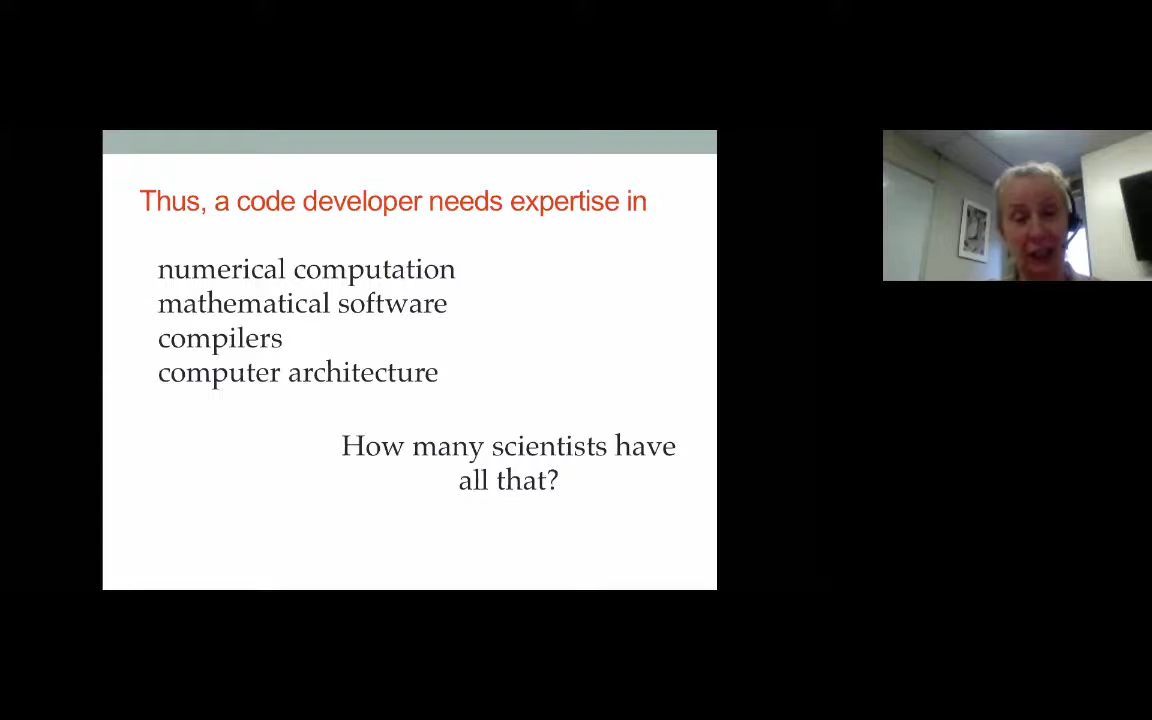 Thus, a code developer needs expertise in
numerical computation
mathematical software
compilers
computer architecture
How many scientists have
all that?